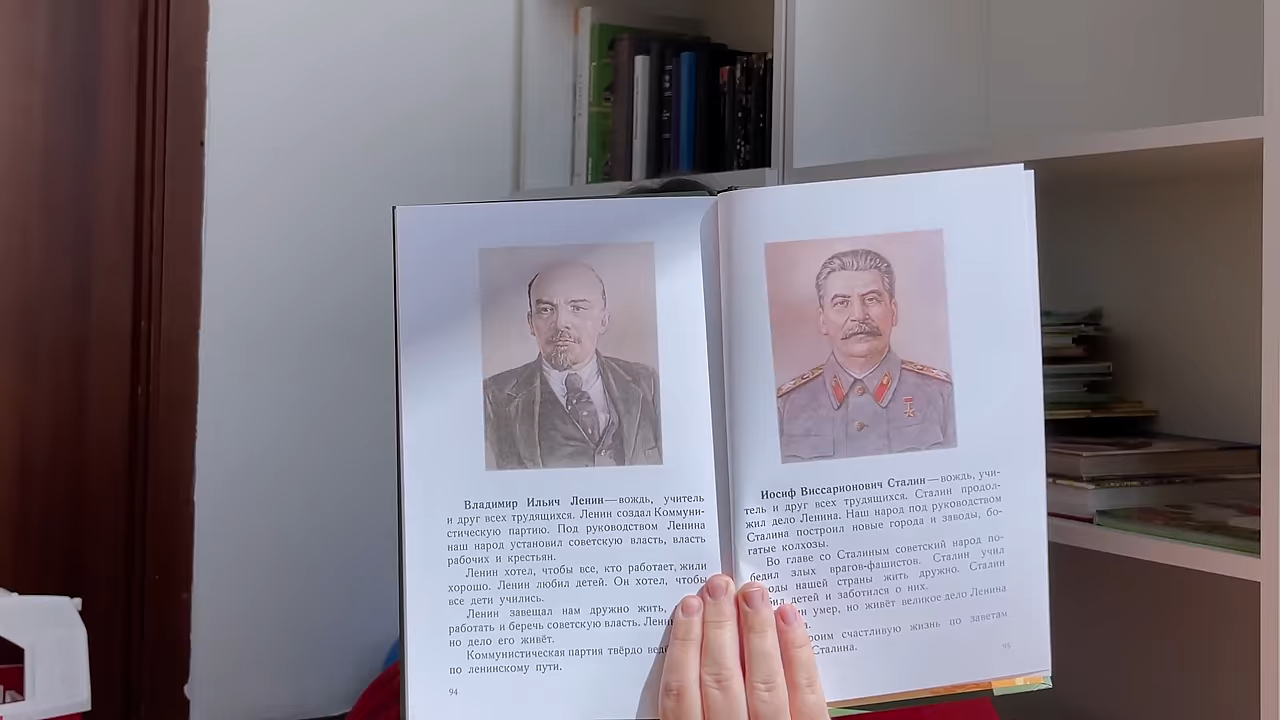 Владимир Ильич Ленин—вождь, учитель
и друг всех трудящихся. Ленин создал Коммуни-
стическую партию. Под руководством Ленина
наш народ установил советскую власть, власть
рабочих и крестьян.
Ленин хотел, чтобы все, кто работает, жили
хорошо. Ленин любил детей. Он хотел, чтобы
все дети учились.
Ленин завещал нам дружно жить,
работать и беречь советскую власть.
но дело его живёт.
Коммунистическая партия твёрдо
по ленинскому пути.
94
Иосиф Виссарионович Сталин—вождь, учи-
тель и друг всех трудящихся. Сталин продол-
жил дело Ленина. Наш народ под руководством
Сталина построил новые города и заводы, бо-
гатые колхозы.
Во главе со Сталиным советский народ по-
бедил злых врагов-фашистов. Сталин учил
нашей страны жить дружно. Сталин
детей и заботился о них.
умер, но живёт великое дело Ленина
счастливую жизнь по заветам
Сталина.
95